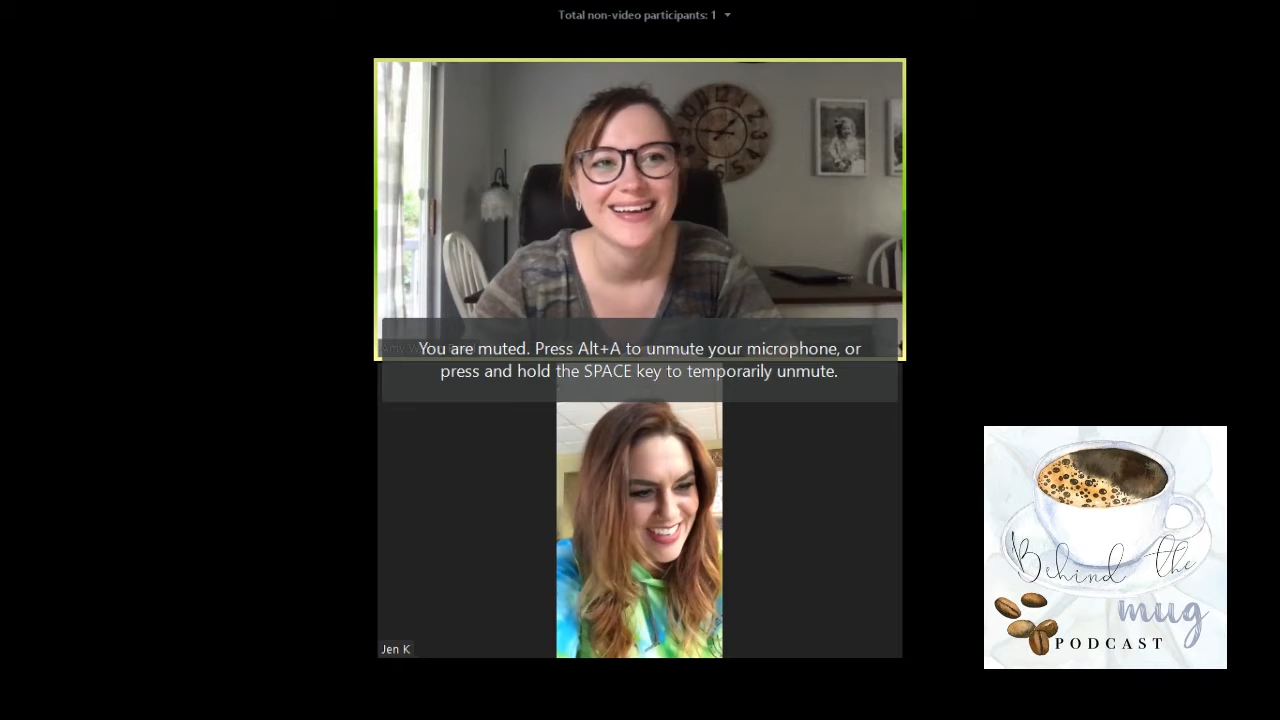 Total non-video participants: 1
12
You are muted. Press Alt+A to unmute your microphone, or
press and hold the SPACE key to temporarily unmute.
Jen K
Behind the
mug
PODCAST